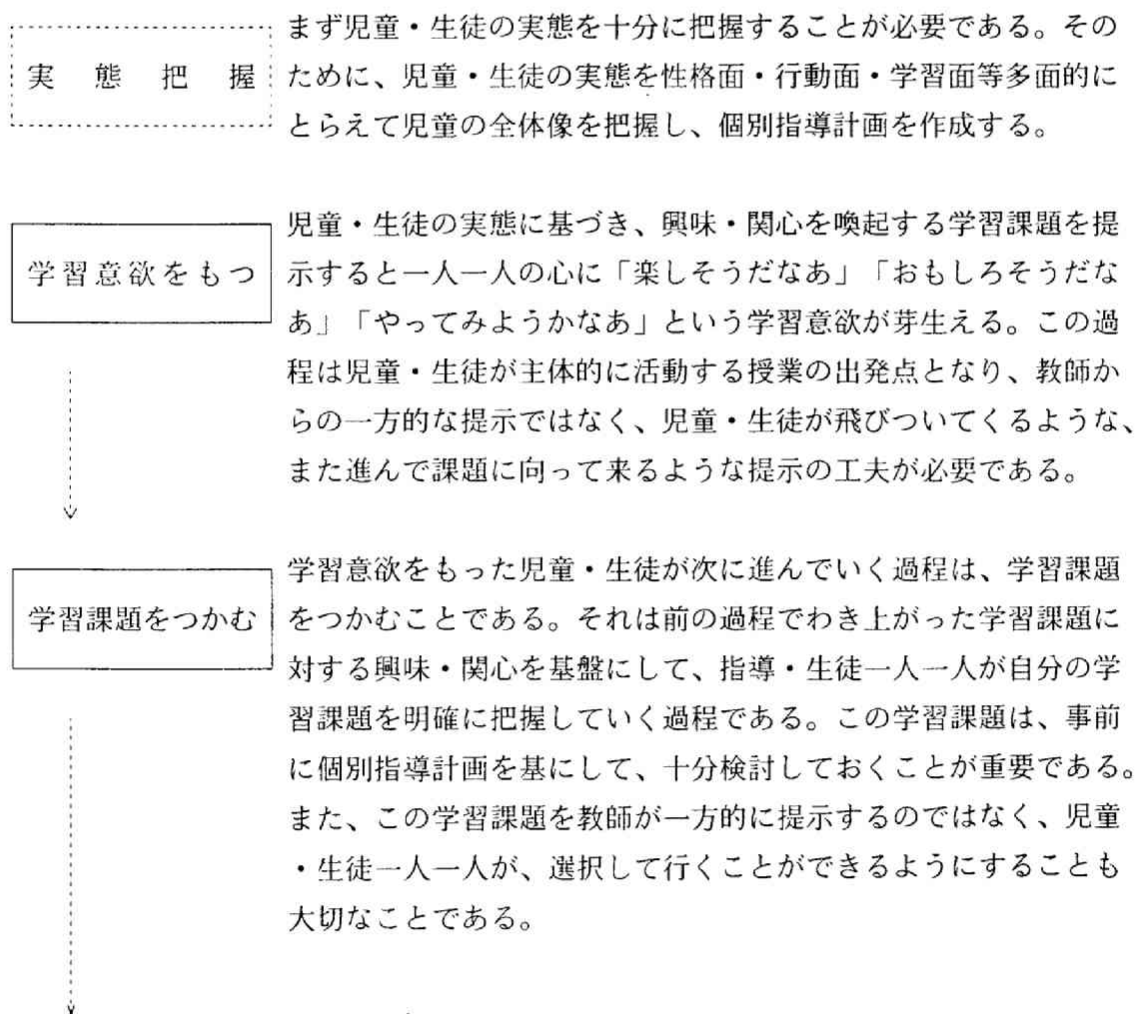 まず児童・生徒の実態を十分に把握することが必要である。その
実態把握
ために、児童・生徒の実態を性格面・行動面・学習面等多面的に
とらえて児童の全体像を把握し、個別指導計画を作成する。
児童・生徒の実態に基づき、興味・関心を喚起する学習課題を提
学習意欲をもつ
示すると一人一人の心に「楽しそうだなあ」「おもしろそうだな
あ」「やってみようかなあ」という学習意欲が芽生える。この過
程は児童・生徒が主体的に活動する授業の出発点となり、教師か
らの一方的な提示ではなく、児童・生徒が飛びついてくるような、
また進んで課題に向って来るような提示の工夫が必要である。
学習意欲をもった児童・生徒が次に進んでいく過程は、学習課題
学習課題をつかむ
をつかむことである。それは前の過程でわき上がった学習課題に
対する興味・関心を基盤にして、指導・生徒一人一人が自分の学
習課題を明確に把握していく過程である。この学習課題は、事前
に個別指導計画を基にして、十分検討しておくことが重要である。
また、この学習課題を教師が一方的に提示するのではなく、児童
・生徒一人一人が、選択して行くことができるようにすることも
大切なことである。